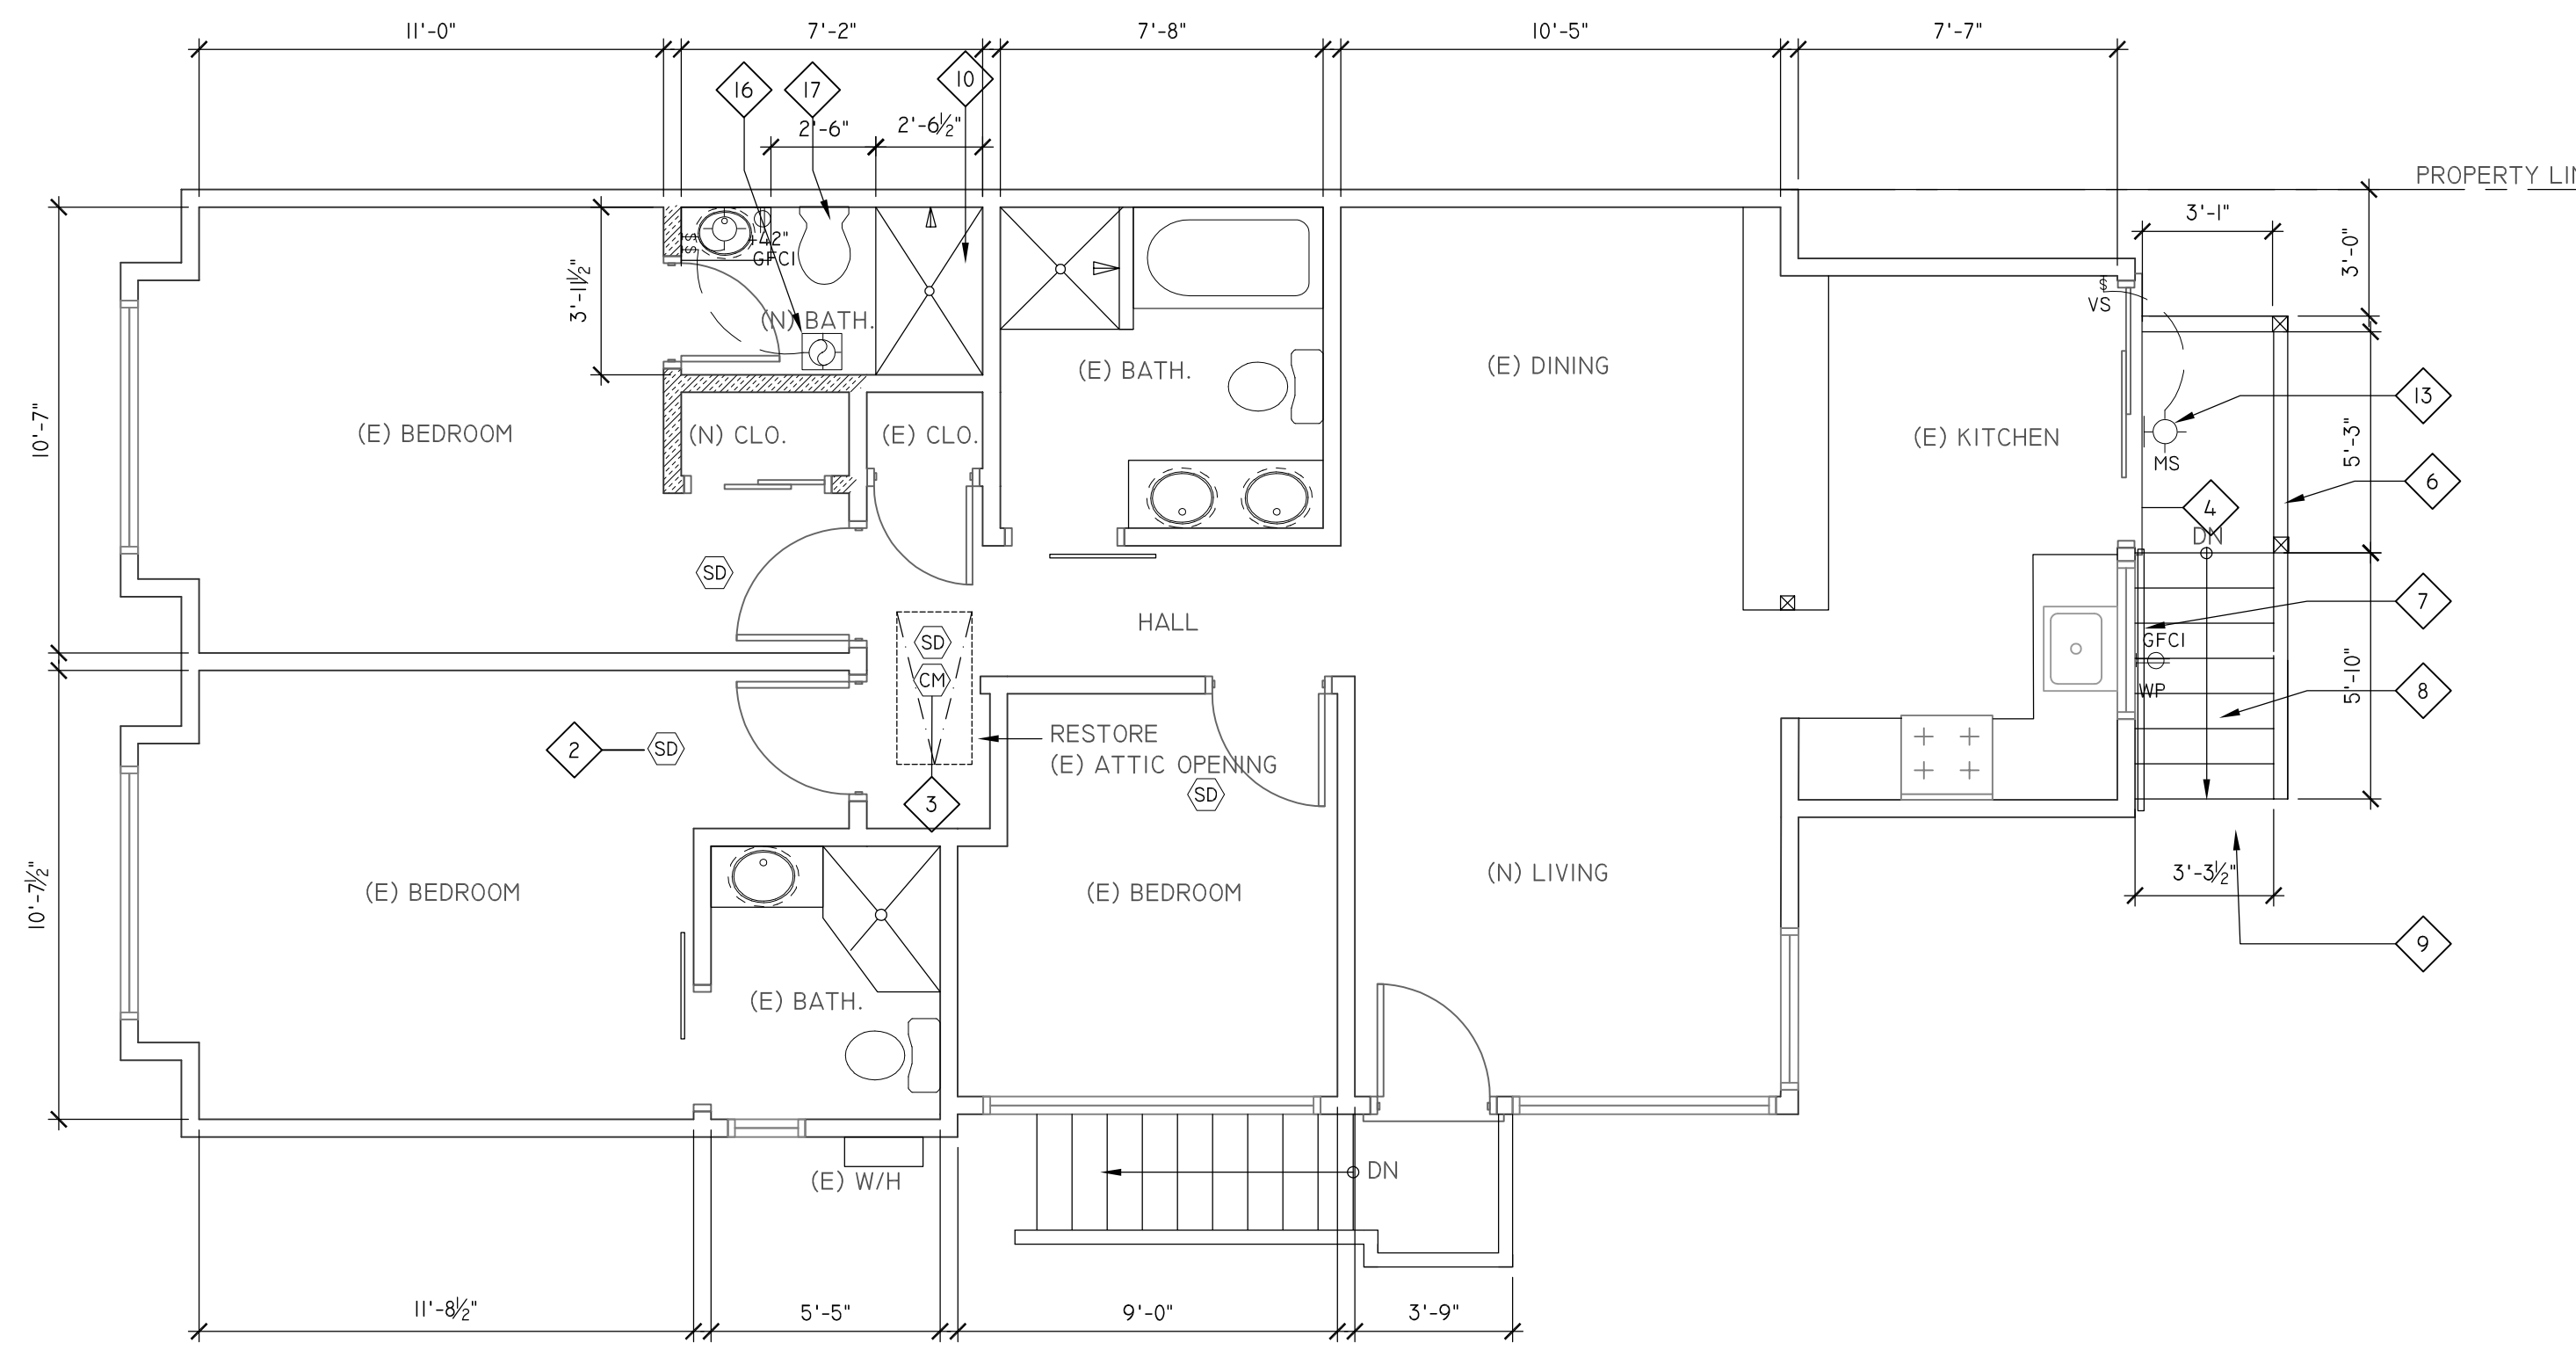 11'-0"
7'-2"
7'-8"
10'-5"
7'-7"
16
17
10
2'-6"
2'-6½"
PROPERTY LIN
3'-1"
3'-0"
$
$
+42"
GFCI
3'-11½"
(N) BATH.
$
VS
(E) BATH.
(E) DINING
13
10'-7"
(E) BEDROOM
(N) CLO.
(E) CLO.
(E) KITCHEN
MS
5'-3"
6
4
DN
SD
7
HALL
SD
GFCI
CM
WP
5'-10"
8
2
SD
RESTORE
(E) ATTIC OPENING
SD
3
10'-7½"
(E) BEDROOM
(E) BEDROOM
(N) LIVING
3'-3½"
9
(E) BATH.
(E) W/H
DN
11'-8½"
5'-5"
9'-0"
3'-9"